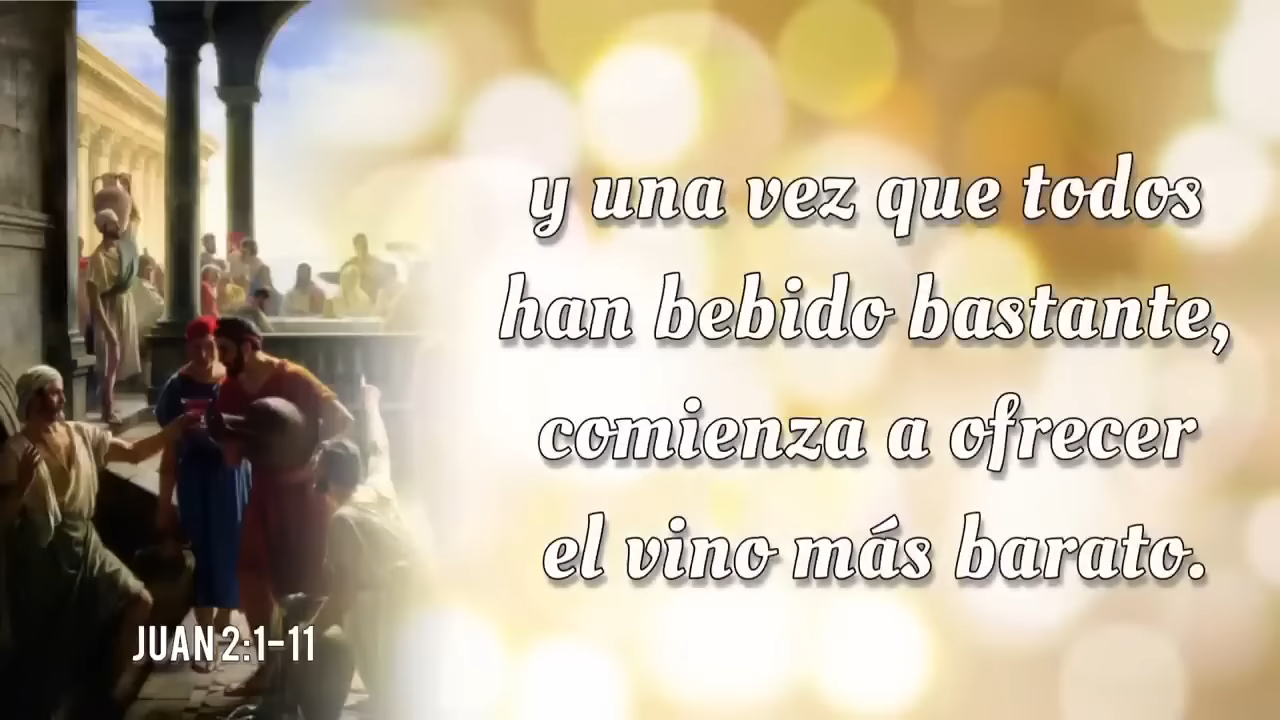 y una vez que todos
han bebido bastante,
comienza a ofrecer
el vino más barato.
JUAN 2:1-11